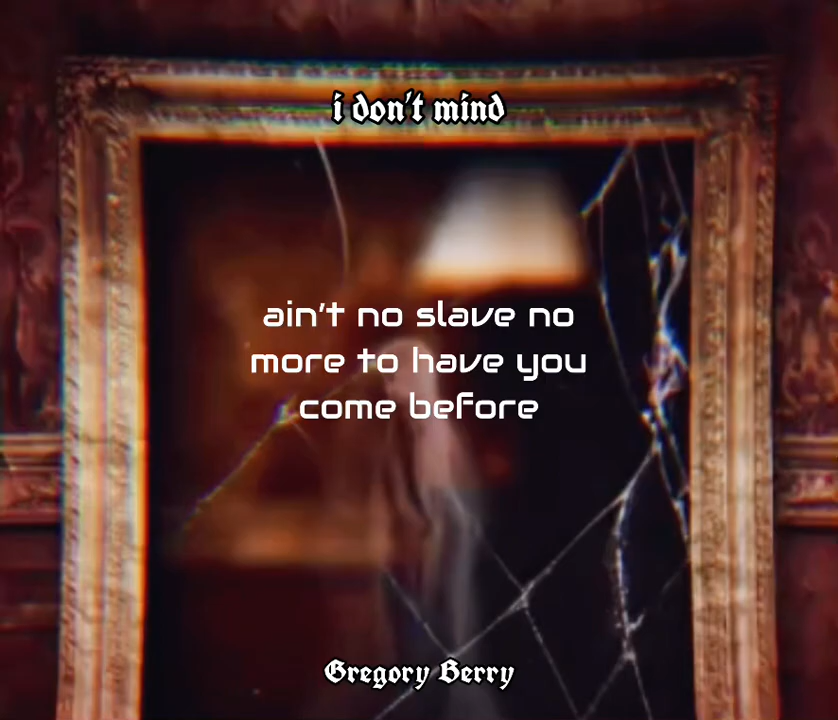 i don't mind
ain't no slave no
more to have you
come before
Gregory Berry